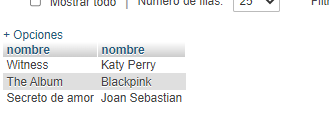 Mostrar todo | Número de filas: 25
+ Opciones
nombre nombre
Witness Katy Perry
The Album Blackpink
Secreto de amor Joan Sebastian